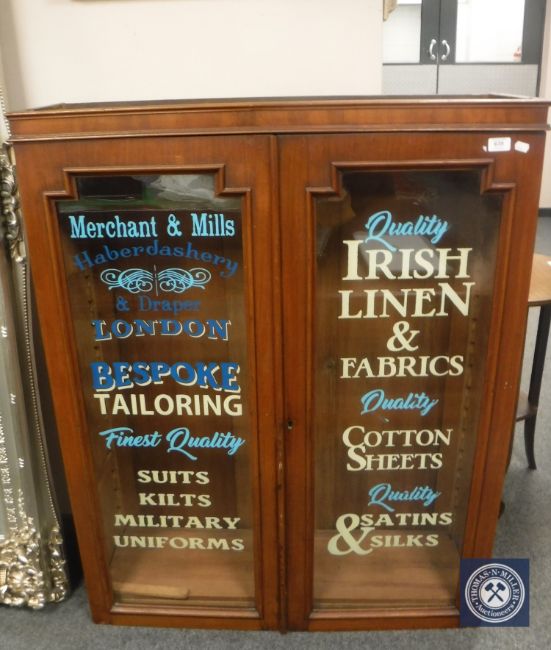 Merchant & Mills
Haberdashery
& Draper
LONDON
BESPOKE
TAILORING
Finest Quality
SUITS
KILTS
MILITARY
UNIFORMS
Quality
IRISH
LINEN
&
FABRICS
Quality
COTTON
SHEETS
Quality
& SATINS
SILKS
THOMAS·N·MILLER
Auctioneers